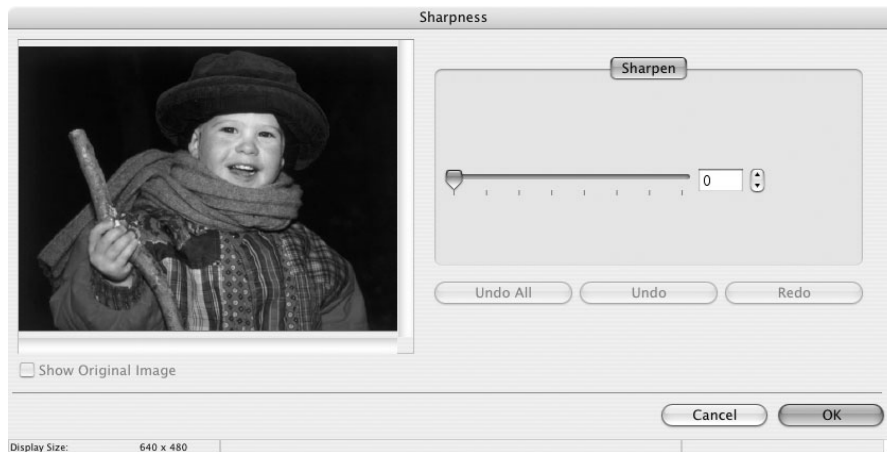 Sharpness
Sharpen
0
Undo All Undo Redo
Show Original Image
Cancel OK
Display Size: 640 x 480